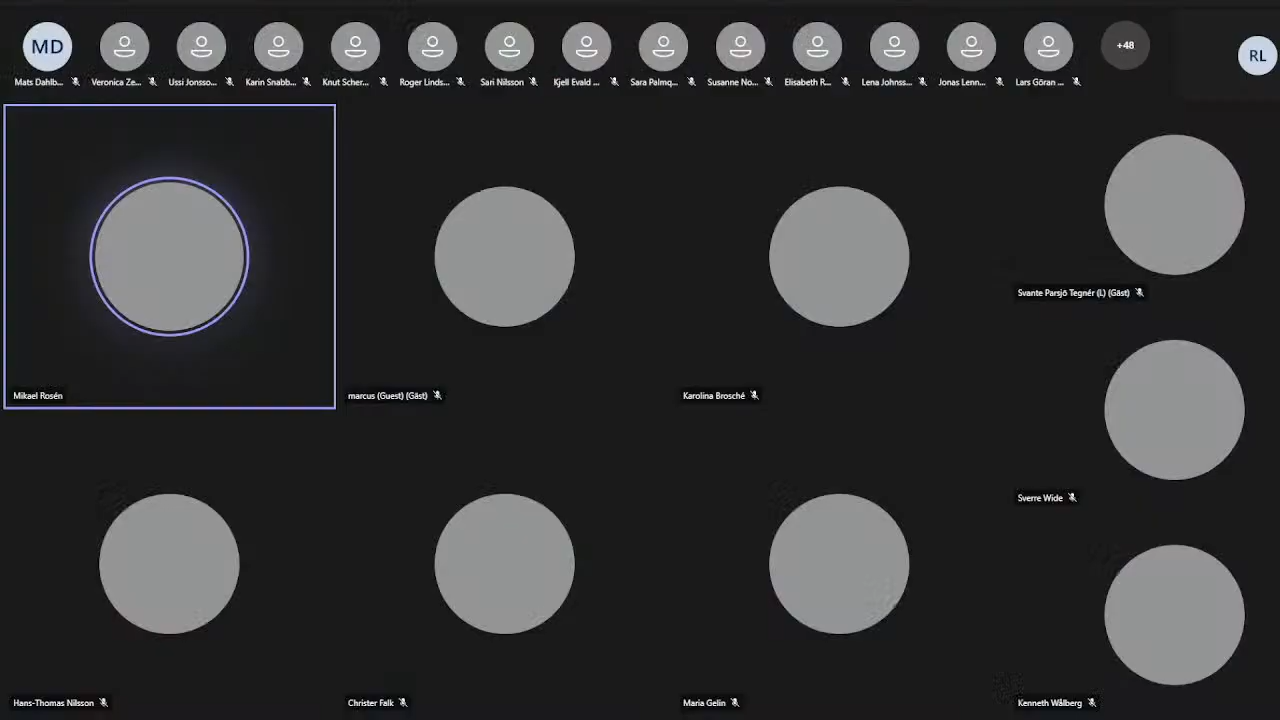 MD
+48
RL
Mats Dahlb...
Veronica Ze...
Ussi Jonsso...
Karin Snabb...
Knut Scher...
Roger Linds...
Sari Nilsson
Kjell Evald ...
Sara Palmq...
Susanne No...
Elisabeth R...
Lena Johnss...
Jonas Lenn...
Lars Göran ...
Svante Parsjö Tegnér (L) (Gäst)
Mikael Rosén
marcus (Guest) (Gäst)
Karolina Brosché
Sverre Wide
Hans-Thomas Nilsson
Christer Falk
Maria Gelin
Kenneth Wålberg